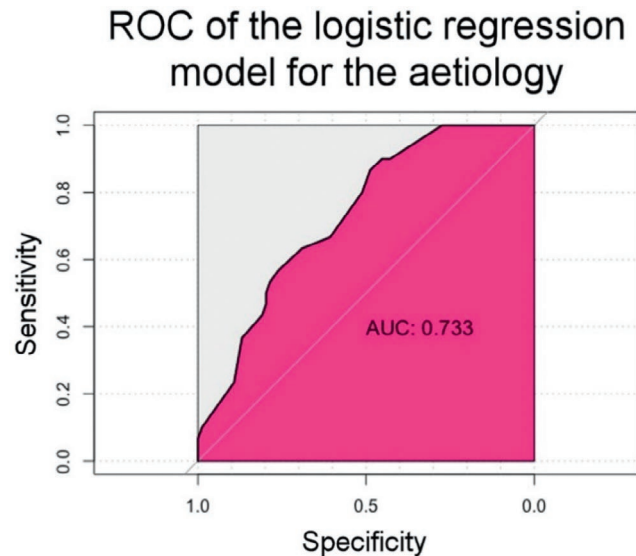 ROC of the logistic regression
model for the aetiology
Sensitivity
1.0
0.8
0.6
0.4
0.2
0.0
AUC: 0.733
1.0 0.5 0.0
Specificity